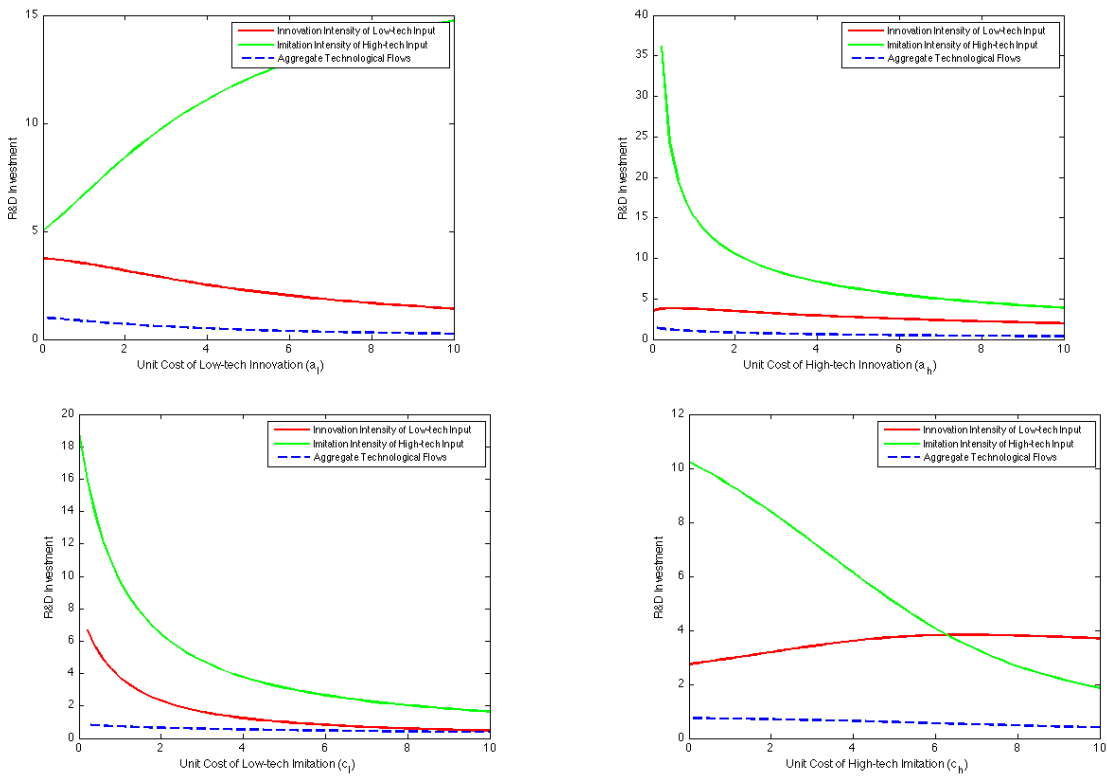 15
10
5
0
0
2
4
6
8
10
R&D Investment
Unit Cost of Low-tech Innovation (a_l)
Innovation Intensity of Low-tech Input
Imitation Intensity of High-tech Input
Aggregate Technological Flows
40
35
30
25
20
15
10
5
0
0
2
4
6
8
10
R&D Investment
Unit Cost of High-tech Innovation (a_h)
Innovation Intensity of Low-tech Input
Imitation Intensity of High-tech Input
Aggregate Technological Flows
20
18
16
14
12
10
8
6
4
2
0
0
2
4
6
8
10
R&D Investment
Unit Cost of Low-tech Imitation (c_l)
Innovation Intensity of Low-tech Input
Imitation Intensity of High-tech Input
Aggregate Technological Flows
12
10
8
6
4
2
0
0
2
4
6
8
10
R&D Investment
Unit Cost of High-tech Imitation (c_h)
Innovation Intensity of Low-tech Input
Imitation Intensity of High-tech Input
Aggregate Technological Flows